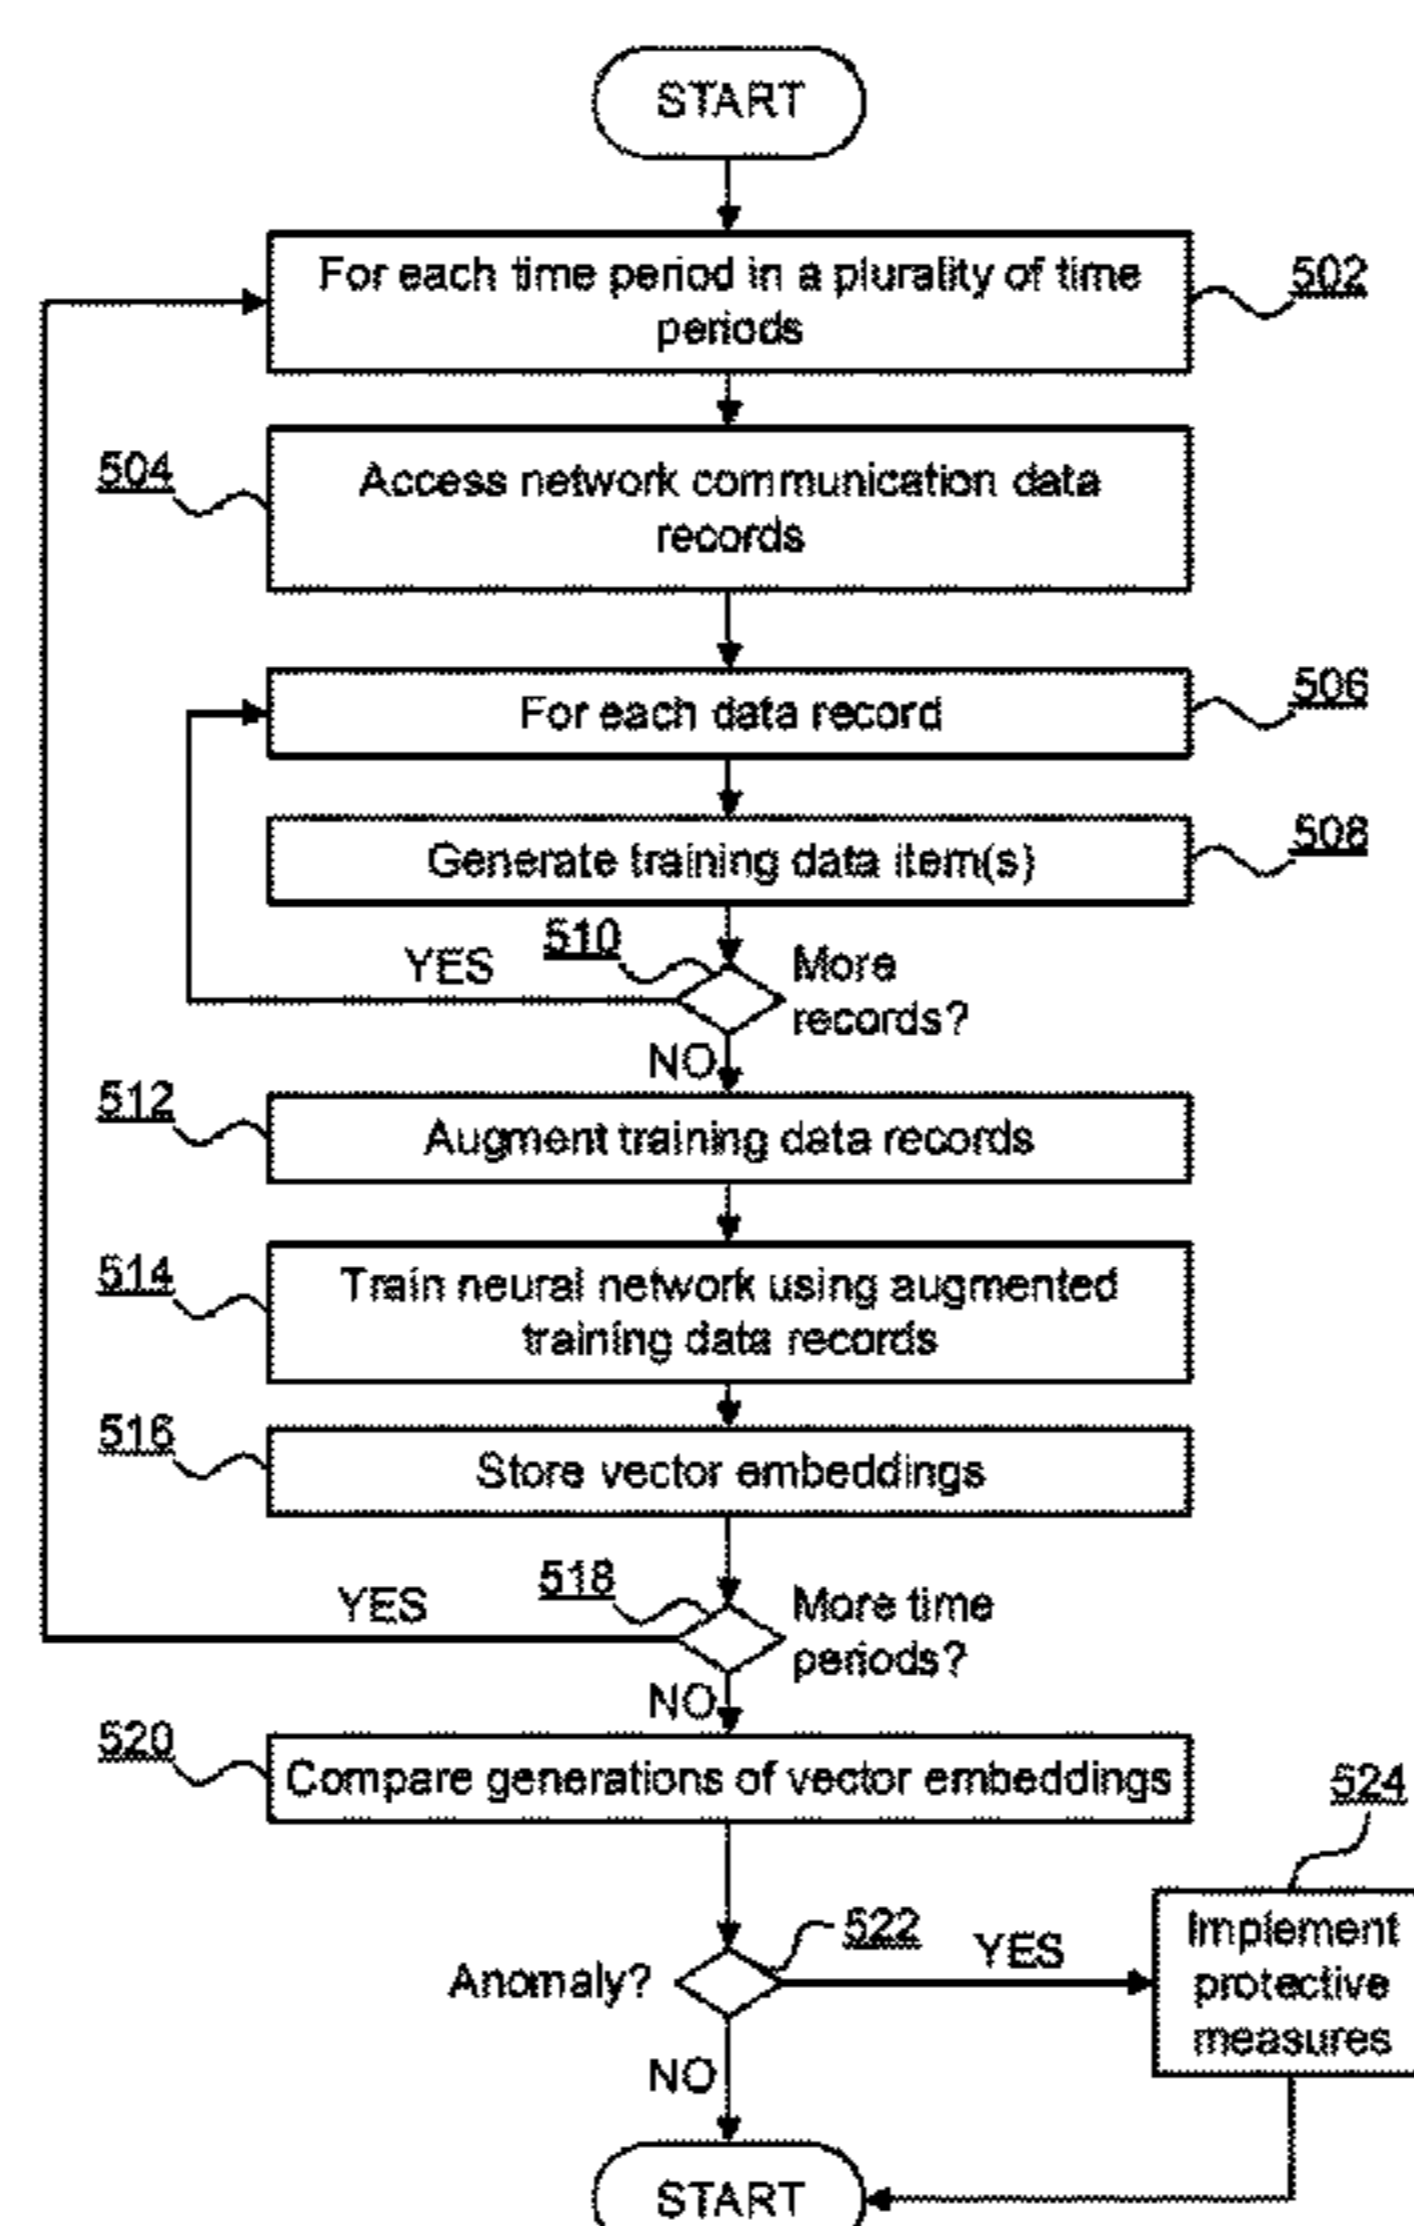 START
For each time period in a plurality of time
periods
502
504
Access network communication data
records
For each data record
506
Generate training data item(s)
508
YES
510
More
records?
NO
512
Augment training data records
514
Train neural network using augmented
training data records
516
Store vector embeddings
YES
518
More time
periods?
NO
520
Compare generations of vector embeddings
524
Anomaly?
522
YES
Implement
protective
measures
NO
START